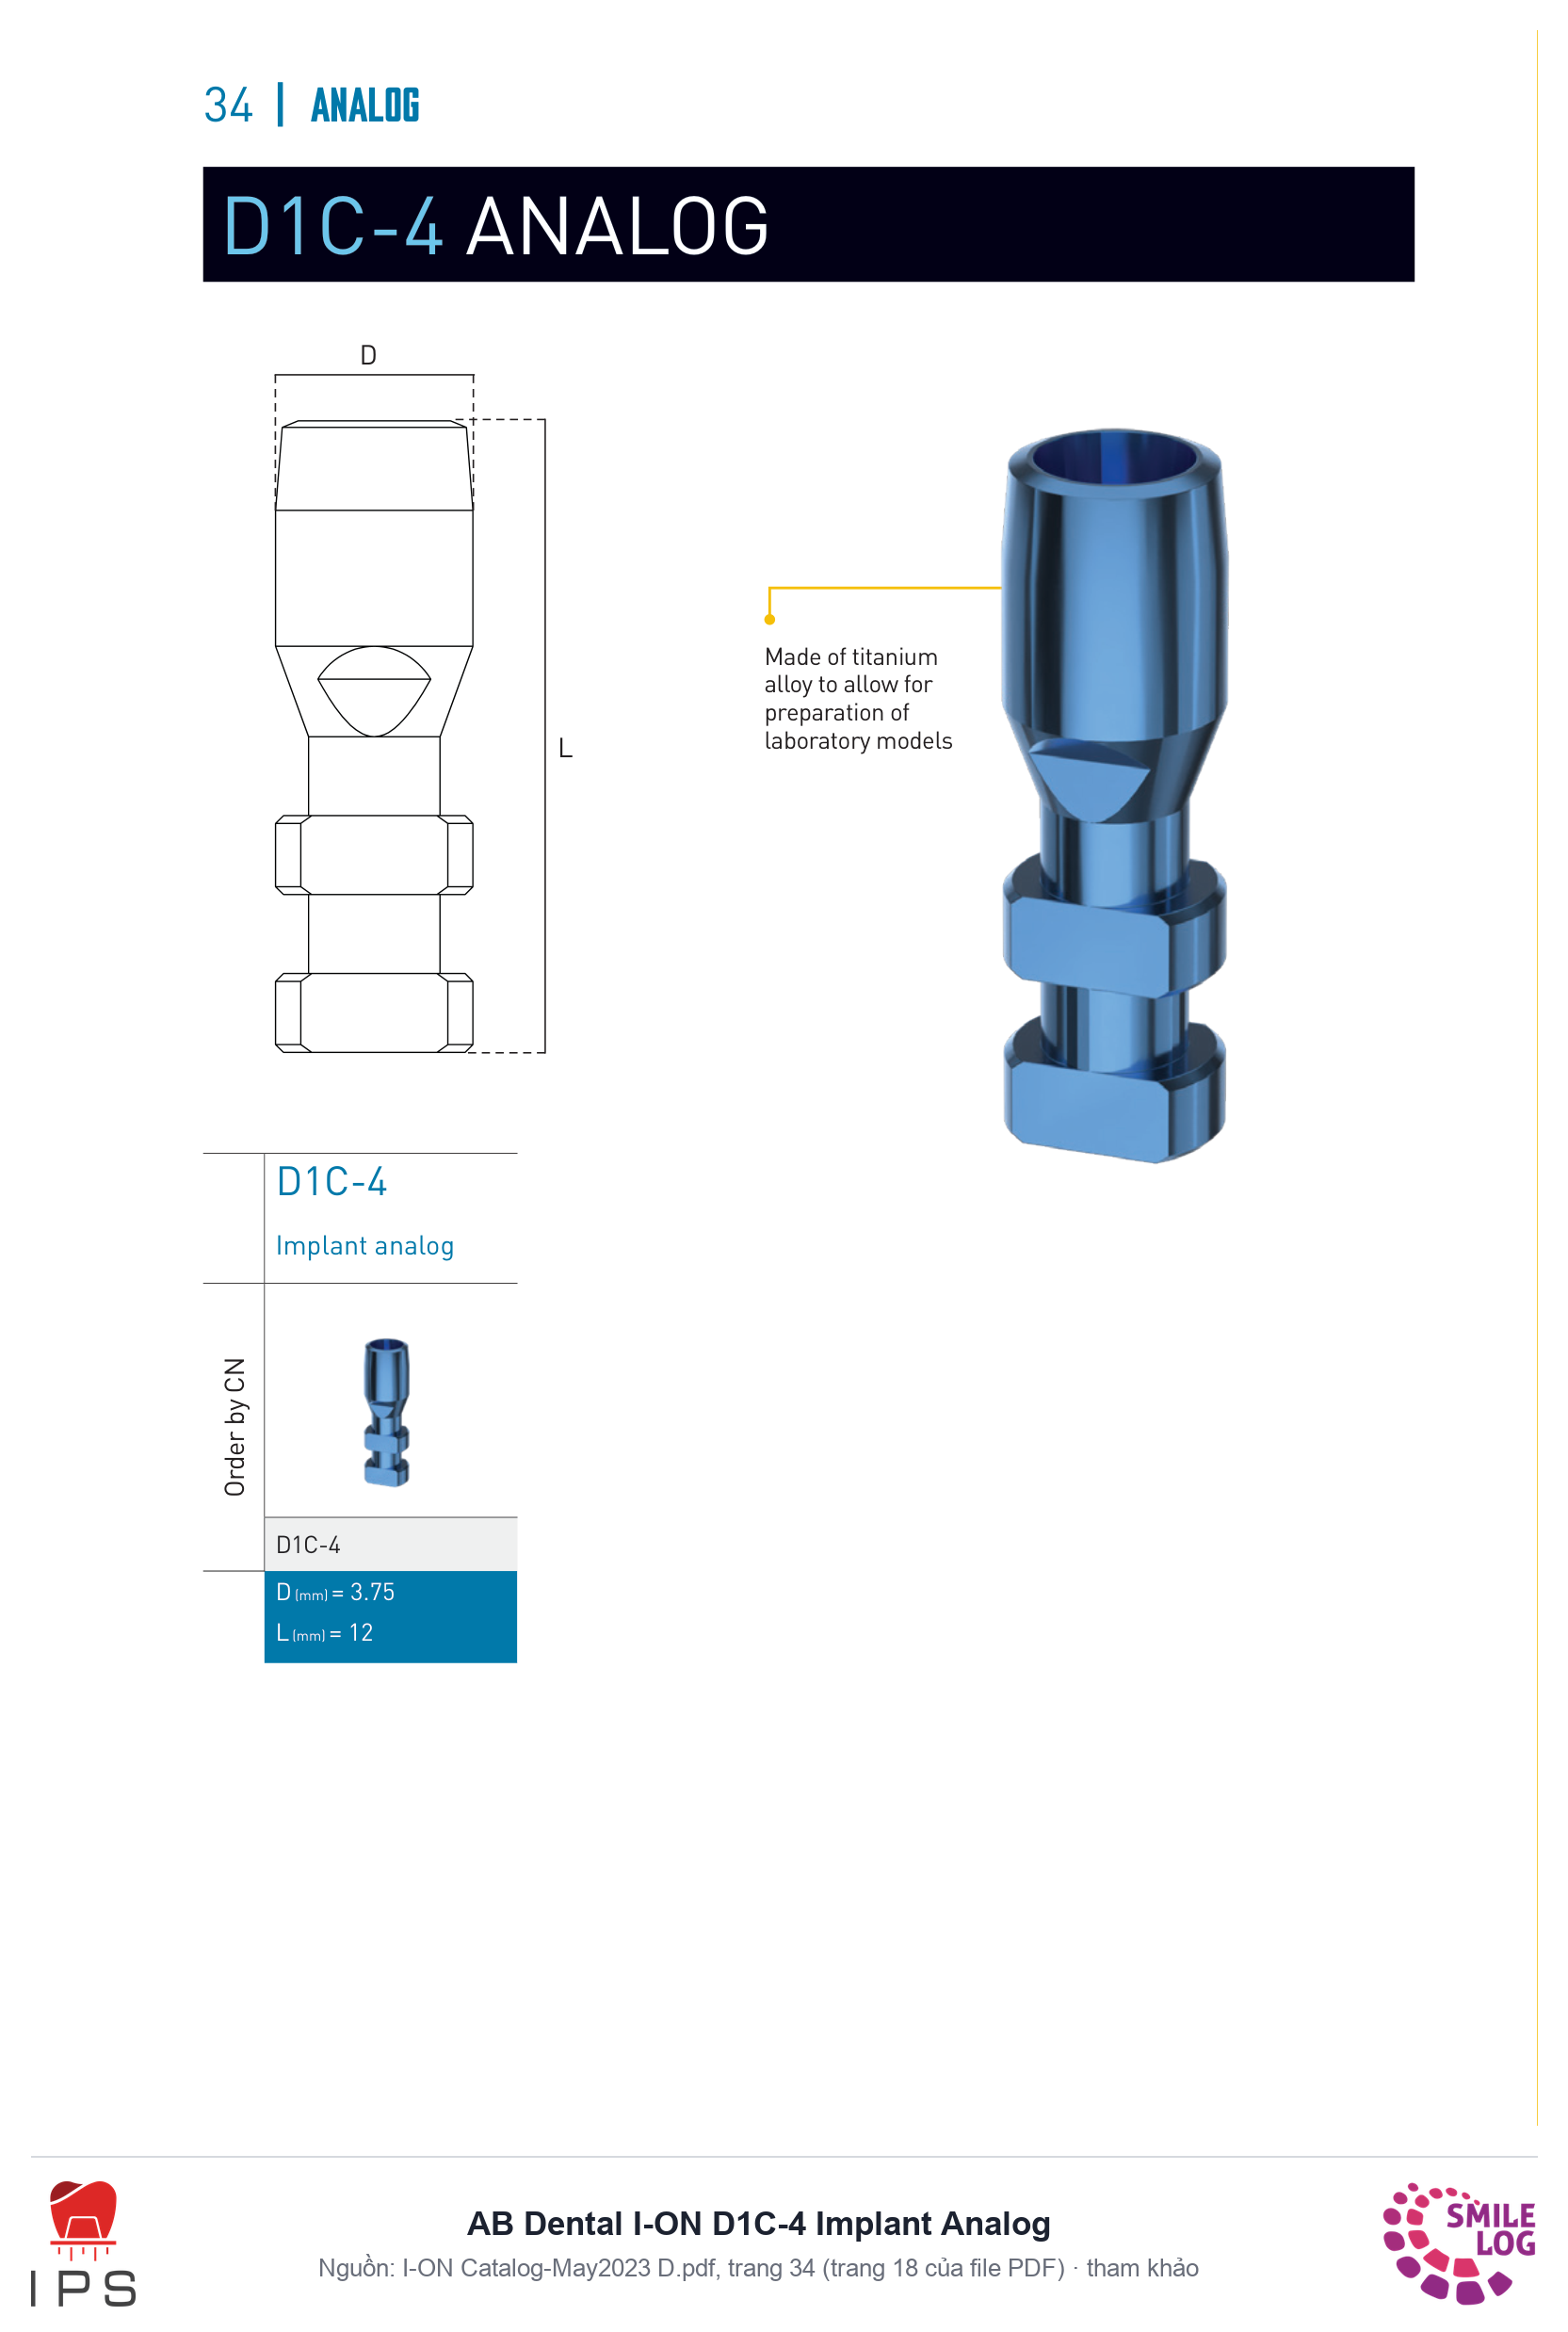 34 | ANALOG
D1C-4 ANALOG
D
L
Made of titanium
alloy to allow for
preparation of
laboratory models
D1C-4
Implant analog
Order by CN
D1C-4
D (mm) = 3.75
L (mm) = 12
IPS
AB Dental I-ON D1C-4 Implant Analog
Nguồn: I-ON Catalog-May2023 D.pdf, trang 34 (trang 18 của file PDF) · tham khảo
SMILE
LOG